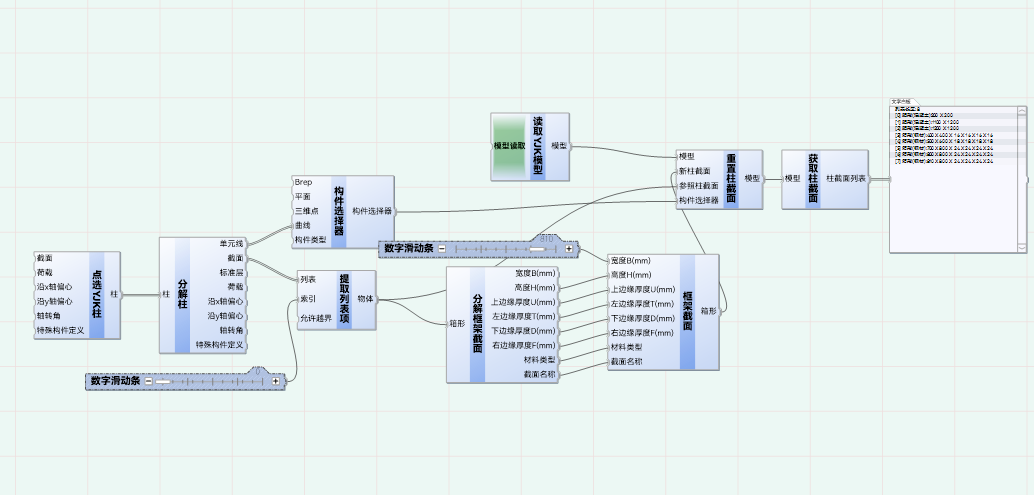 点选YJK柱
截面
荷载
沿x轴偏心
沿y轴偏心
轴转角
特殊构件定义
柱
分解柱
柱
单元线
截面
标准层
荷载
沿x轴偏心
沿y轴偏心
轴转角
特殊构件定义
数字滑动条
构件选择器
Brep
平面
三维点
曲线
构件类型
构件选择器
提取列表项
列表
索引
允许越界
物体
数字滑动条
分解框架截面
箱形
宽度B(mm)
高度H(mm)
上边缘厚度U(mm)
左边缘厚度T(mm)
下边缘厚度D(mm)
右边缘厚度F(mm)
材料类型
截面名称
读取YJK模型
模型读取
模型
框架截面
宽度B(mm)
高度H(mm)
上边缘厚度U(mm)
左边缘厚度T(mm)
下边缘厚度D(mm)
右边缘厚度F(mm)
材料类型
截面名称
箱形
重置柱截面
模型
新柱截面
参照柱截面
构件选择器
模型
获取柱截面
模型
柱截面列表
文字面板